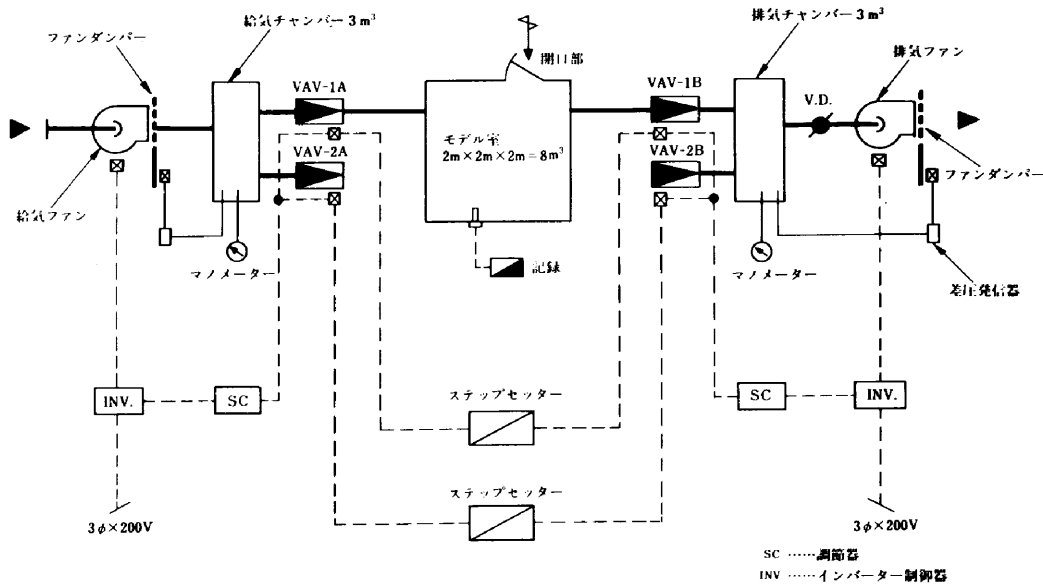 給気チャンバー 3 m³
排気チャンバー 3 m³
ファンダンパー
排気ファン
開口部
VAV-1A
VAV-1B
V.D.
モデル室
2m×2m×2m=8m³
VAV-2A
VAV-2B
ファンダンパー
給気ファン
マノメーター
記録
マノメーター
差圧発信器
ステップセッター
INV.
SC
SC
INV.
ステップセッター
3φ×200V
3φ×200V
SC ……調節器
INV ……インバーター制御器